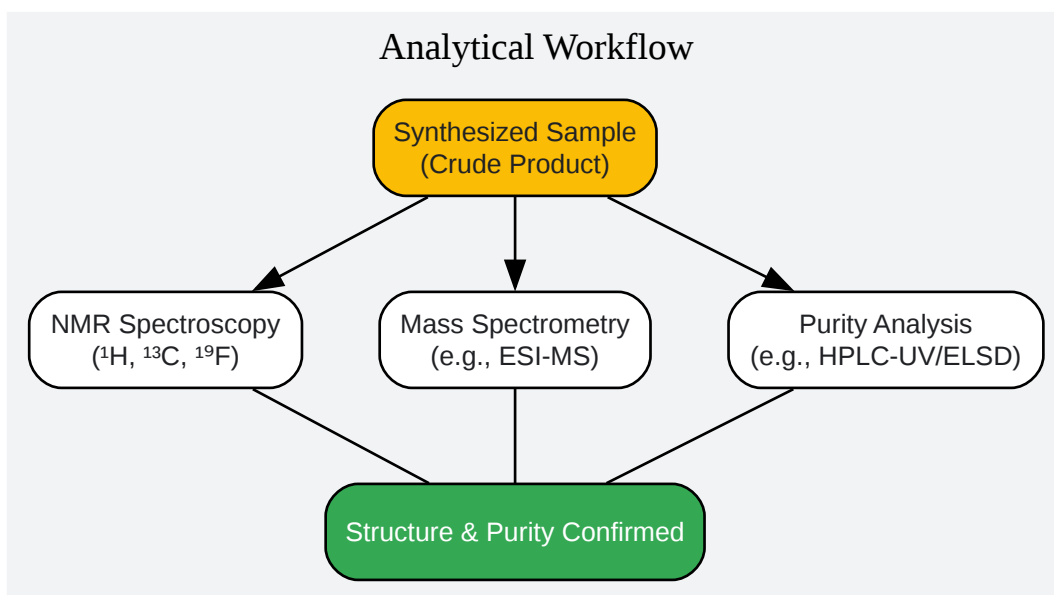 Analytical Workflow
Synthesized Sample
(Crude Product)
NMR Spectroscopy
(¹H, ¹³C, ¹⁹F)
Mass Spectrometry
(e.g., ESI-MS)
Purity Analysis
(e.g., HPLC-UV/ELSD)
Structure & Purity Confirmed